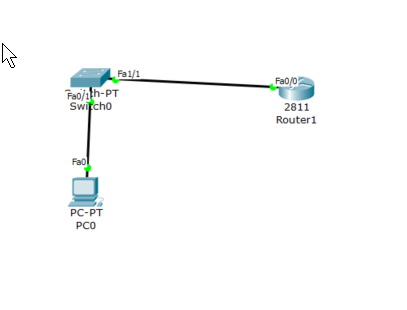 Fa1/1
Fa0/1
Switch0
Fa0/0
2811
Router1
Fa0
PC-PT
PC0